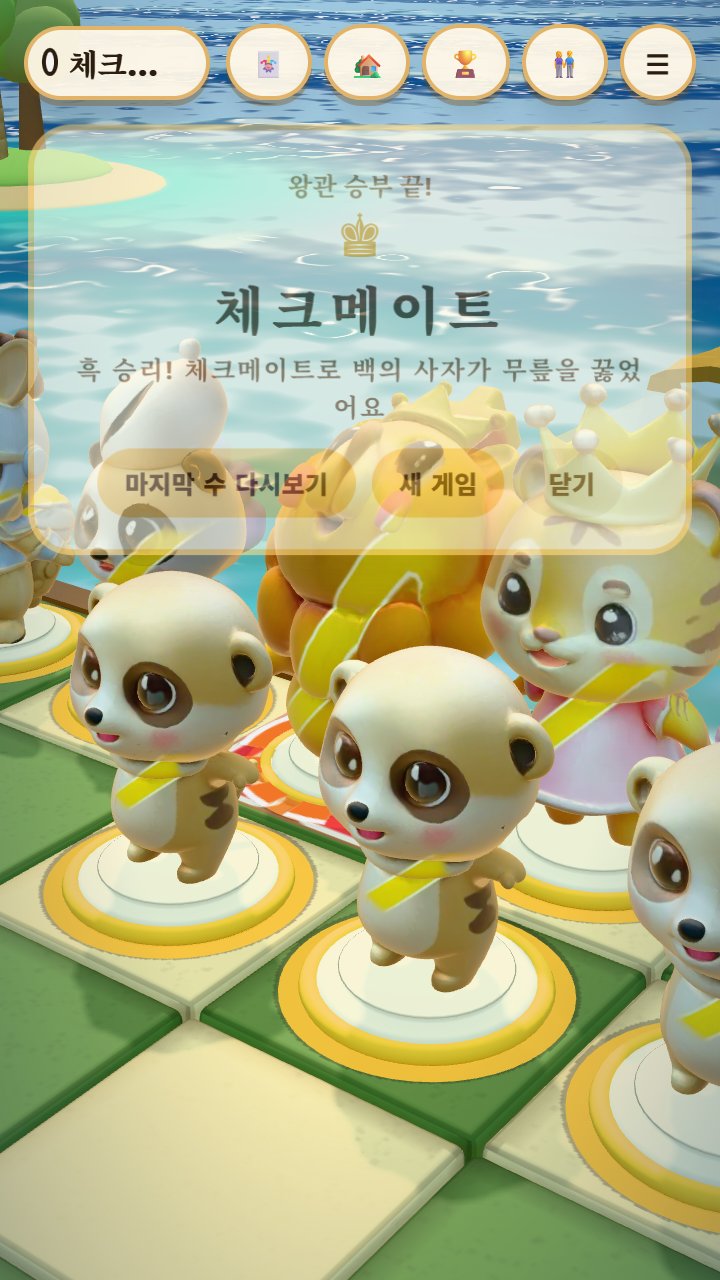 0 체크...
왕관 승부 끝!
체크메이트
흑 승리! 체크메이트로 백의 사자가 무릎을 꿇었
어요
마지막 수 다시보기 새 게임 닫기